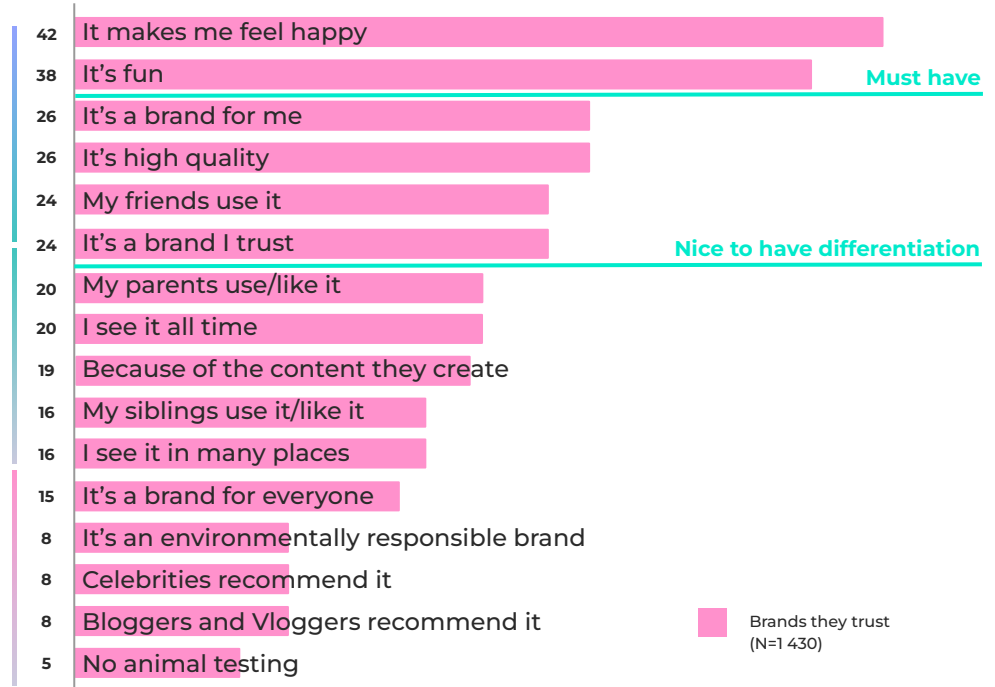 42 It makes me feel happy
38 It's fun
Must have
26 It's a brand for me
26 It's high quality
24 My friends use it
24 It's a brand I trust
Nice to have differentiation
20 My parents use/like it
20 I see it all time
19 Because of the content they create
16 My siblings use it/like it
16 I see it in many places
15 It's a brand for everyone
8 It's an environmentally responsible brand
8 Celebrities recommend it
8 Bloggers and Vloggers recommend it
5 No animal testing
Brands they trust
(N=1 430)